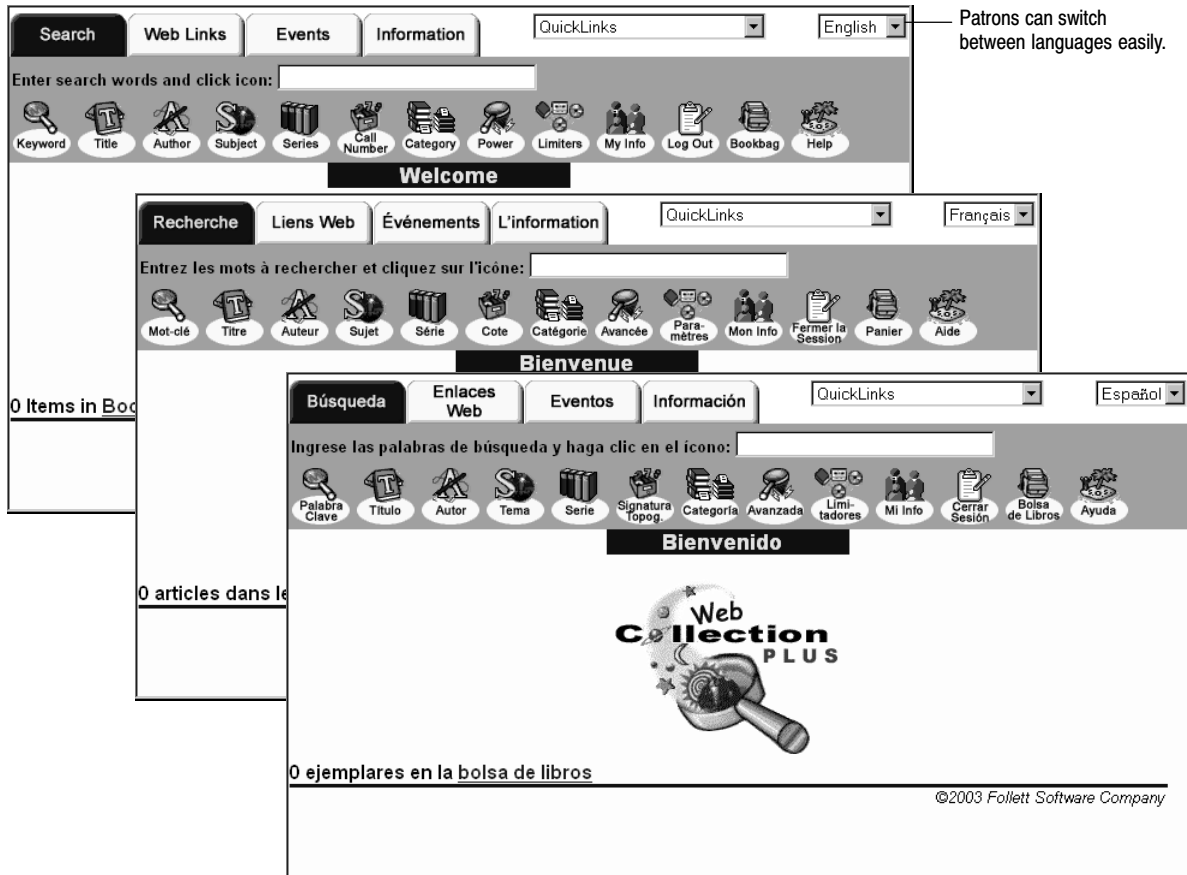 Search Web Links Events Information QuickLinks English
Patrons can switch
between languages easily.
Enter search words and click icon:
Keyword Title Author Subject Series Call Number Category Power Limiters My Info Log Out Bookbag Help
Welcome
Recherche Liens Web Événements L'information QuickLinks Français
Entrez les mots à rechercher et cliquez sur l'icône:
Mot-clé Titre Auteur Sujet Série Cote Catégorie Avancée Para-mètres Mon Info Fermer la Session Panier Aide
Bienvenue
0 Items in Boo
Búsqueda Enlaces Web Eventos Información QuickLinks Español
Ingrese las palabras de búsqueda y haga clic en el ícono:
Palabra Clave Título Autor Tema Serie Signatura Topog. Categoría Avanzada Limi-tadores Mi Info Cerrar Sesión Bolsa de Libros Ayuda
Bienvenido
0 articles dans le
Web
Collection
PLUS
0 ejemplares en la bolsa de libros
©2003 Follett Software Company